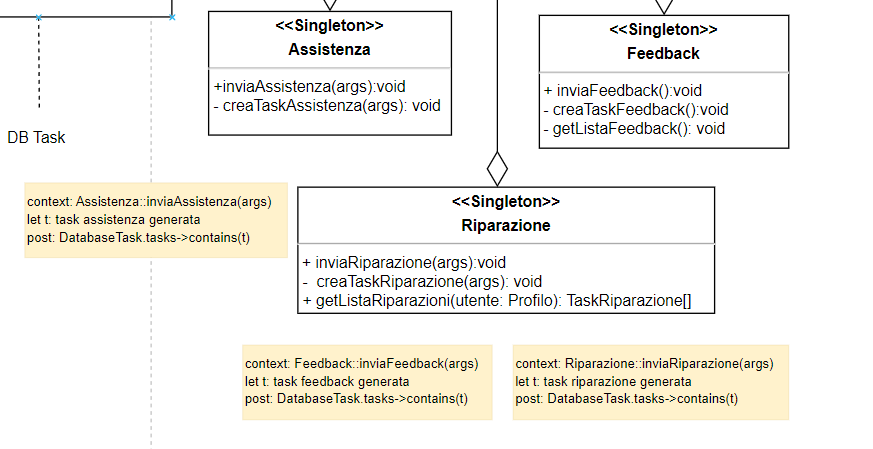 <<Singleton>>
Assistenza
+inviaAssistenza(args):void
- creaTaskAssistenza(args): void
<<Singleton>>
Feedback
+ inviaFeedback():void
- creaTaskFeedback():void
- getListaFeedback(): void
DB Task
context: Assistenza::inviaAssistenza(args)
let t: task assistenza generata
post: DatabaseTask.tasks->contains(t)
<<Singleton>>
Riparazione
+ inviaRiparazione(args):void
- creaTaskRiparazione(args): void
+ getListaRiparazioni(utente: Profilo): TaskRiparazione[]
context: Feedback::inviaFeedback(args)
let t: task feedback generata
post: DatabaseTask.tasks->contains(t)
context: Riparazione::inviaRiparazione(args)
let t: task riparazione generata
post: DatabaseTask.tasks->contains(t)